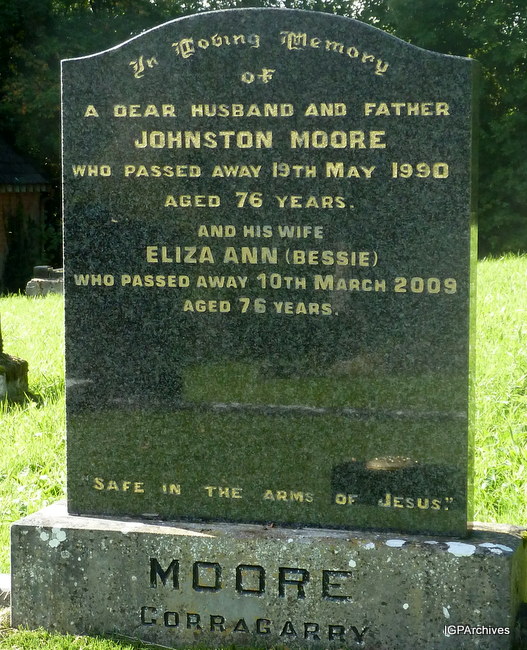 In Loving Memory
of
A DEAR HUSBAND AND FATHER
JOHNSTON MOORE
WHO PASSED AWAY 19TH MAY 1990
AGED 76 YEARS.
AND HIS WIFE
ELIZA ANN (BESSIE)
WHO PASSED AWAY 10TH MARCH 2009
AGED 76 YEARS.
"SAFE IN THE ARMS OF JESUS".
MOORE
CORRAGARRY
IGPArchives